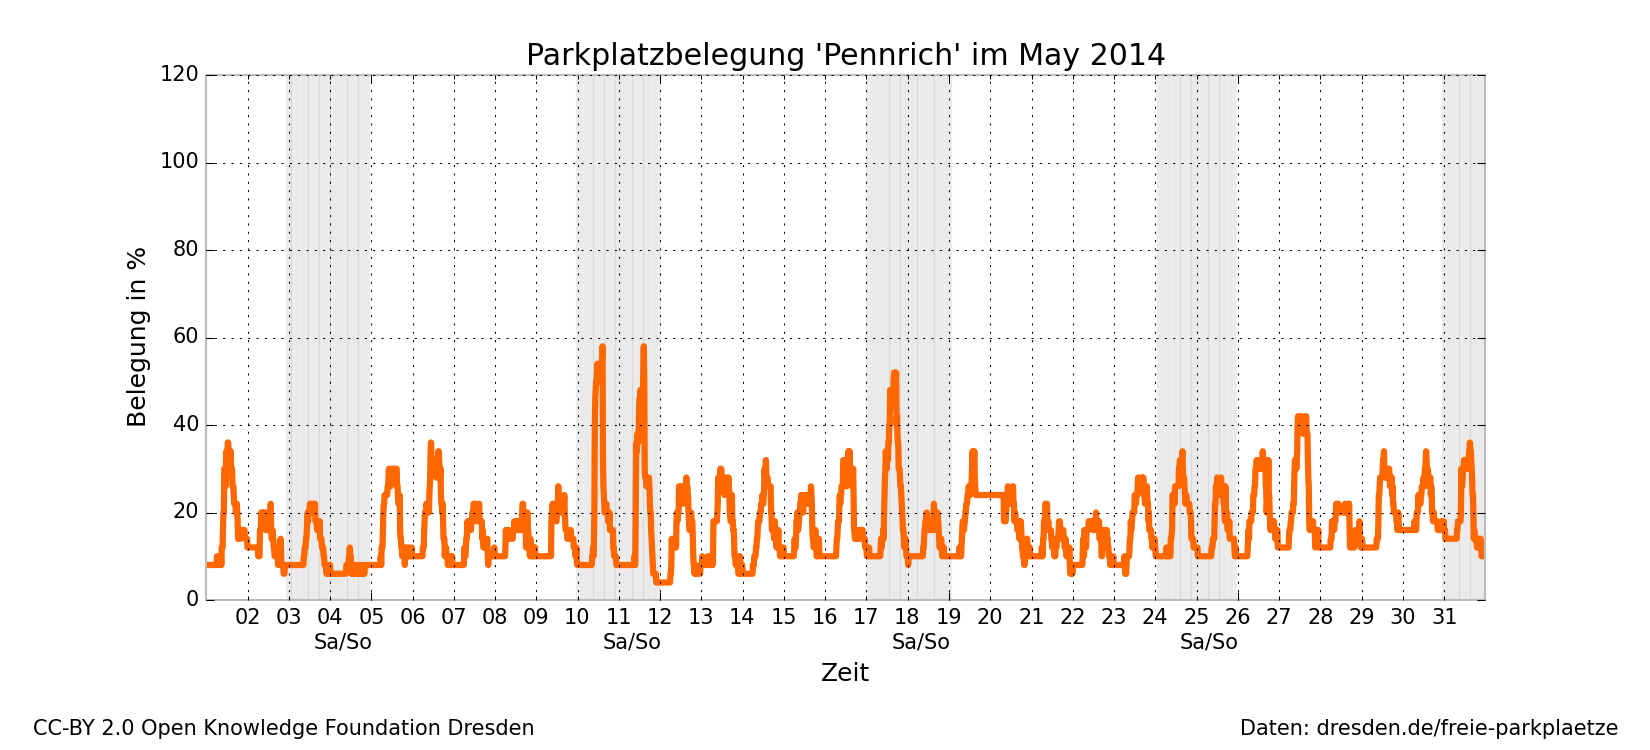 Parkplatzbelegung 'Pennrich' im May 2014
120
100
80
60
40
20
0
Belegung in %
02 03 04 05 06 07 08 09 10 11 12 13 14 15 16 17 18 19 20 21 22 23 24 25 26 27 28 29 30 31
Sa/So Sa/So Sa/So Sa/So
Zeit
CC-BY 2.0 Open Knowledge Foundation Dresden
Daten: dresden.de/freie-parkplaetze